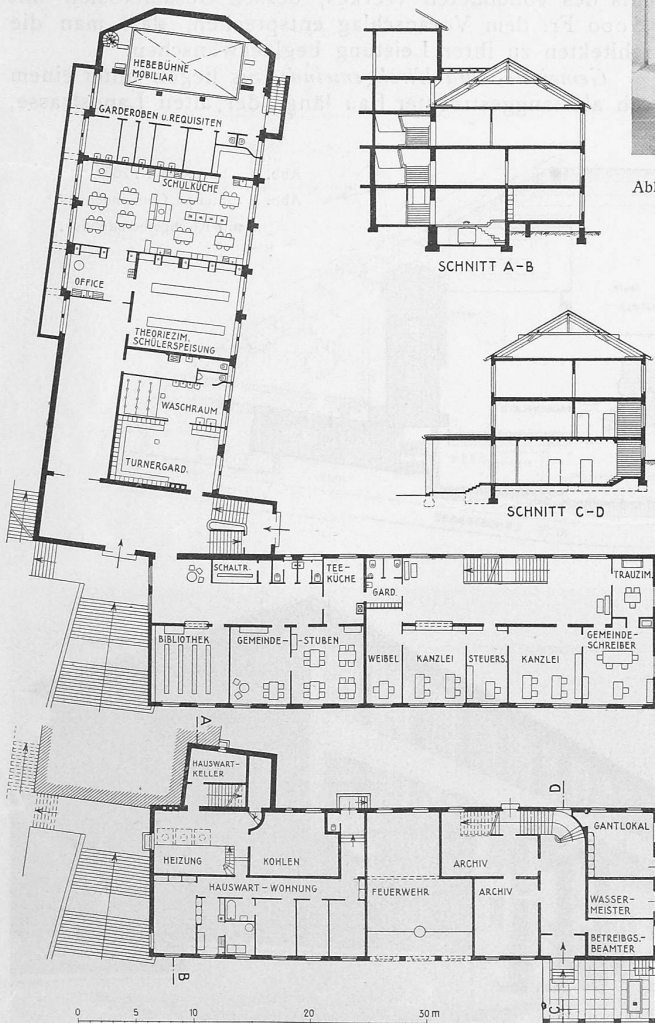 HEBEBÜHNE
MOBILIAR
GARDEROBEN U. REQUISITEN
SCHULKÜCHE
OFFICE
THEORIEZIM.
SCHÜLERSPEISUNG
WASCHRAUM
TURNERGARD.
SCHNITT A-B
SCHNITT C-D
SCHALTR.
TEE-
KÜCHE
GARD.
TRAUZIM.
BIBLIOTHEK
GEMEINDE-
-STUBEN
WEIBEL
KANZLEI
STEUERS.
KANZLEI
GEMEINDE-
SCHREIBER
A
HAUSWART-
KELLER
D
HEIZUNG
KOHLEN
ARCHIV
GANTLOKAL
HAUSWART-WOHNUNG
FEUERWEHR
ARCHIV
WASSER-
MEISTER
BETREIBGS.-
BEAMTER
B
C
0 5 10 20 30 m
Abl